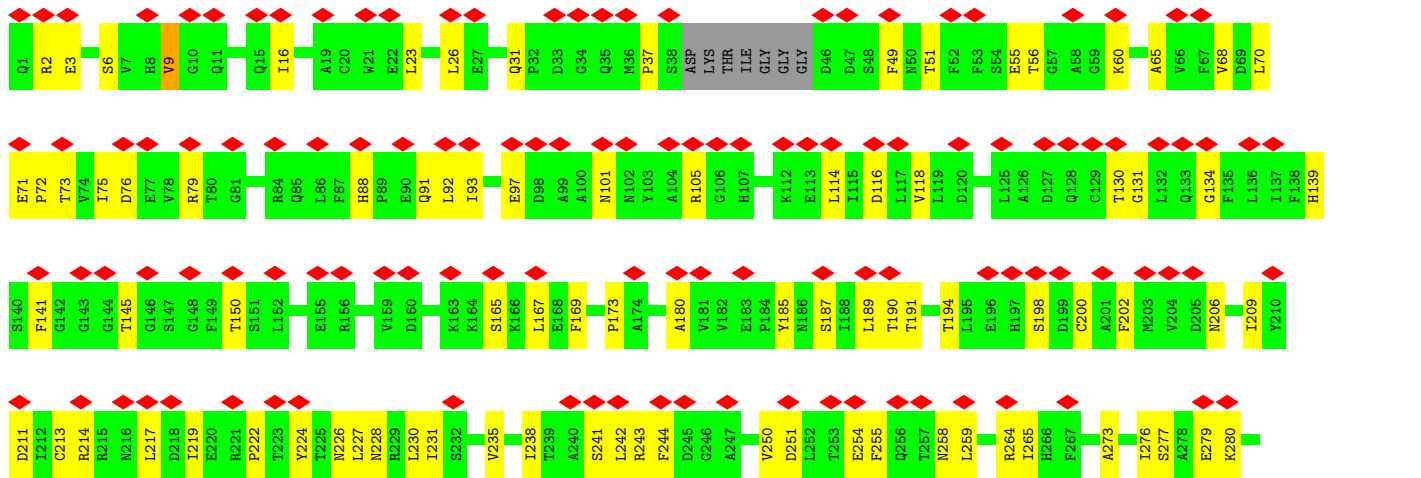 Q1 R2 E3 S6 V7 H8 V9 G10 Q11 Q15 I16 A19 C20 W21 E22 L23 L26 E27 Q31 P32 D33 G34 Q35 M36 P37 S38 ASP LYS THR ILE GLY GLY GLY D46 D47 S48 F49 N50 T51 F52 F53 S54 E55 T56 G57 A58 G59 K60 A65 V66 F67 V68 D69 L70
E71 P72 T73 V74 I75 D76 E77 V78 R79 T80 G81 R84 Q85 L86 F87 H88 P89 E90 Q91 L92 I93 E97 D98 A99 A100 N101 N102 Y103 A104 R105 G106 H107 K112 E113 L114 I115 D116 L117 V118 L119 D120 L125 A126 D127 Q128 C129 T130 G131 L132 Q133 G134 F135 L136 I137 F138 H139
S140 F141 G142 G143 G144 T145 G146 S147 G148 F149 T150 S151 L152 E155 R156 V159 D160 K163 K164 S165 K166 L167 E168 F169 P173 A174 A180 V181 V182 E183 P184 Y185 N186 S187 I188 L189 T190 T191 T194 L195 E196 H197 S198 D199 C200 A201 F202 M203 V204 D205 N206 I209 Y210
D211 I212 C213 R214 R215 N216 L217 D218 I219 E220 R221 P222 T223 Y224 T225 N226 L227 N228 R229 L230 I231 S232 V235 I238 T239 A240 S241 L242 R243 F244 D245 G246 A247 V250 D251 L252 T253 E254 F255 Q256 T257 N258 L259 R264 I265 H266 F267 A273 I276 S277 A278 E279 K280